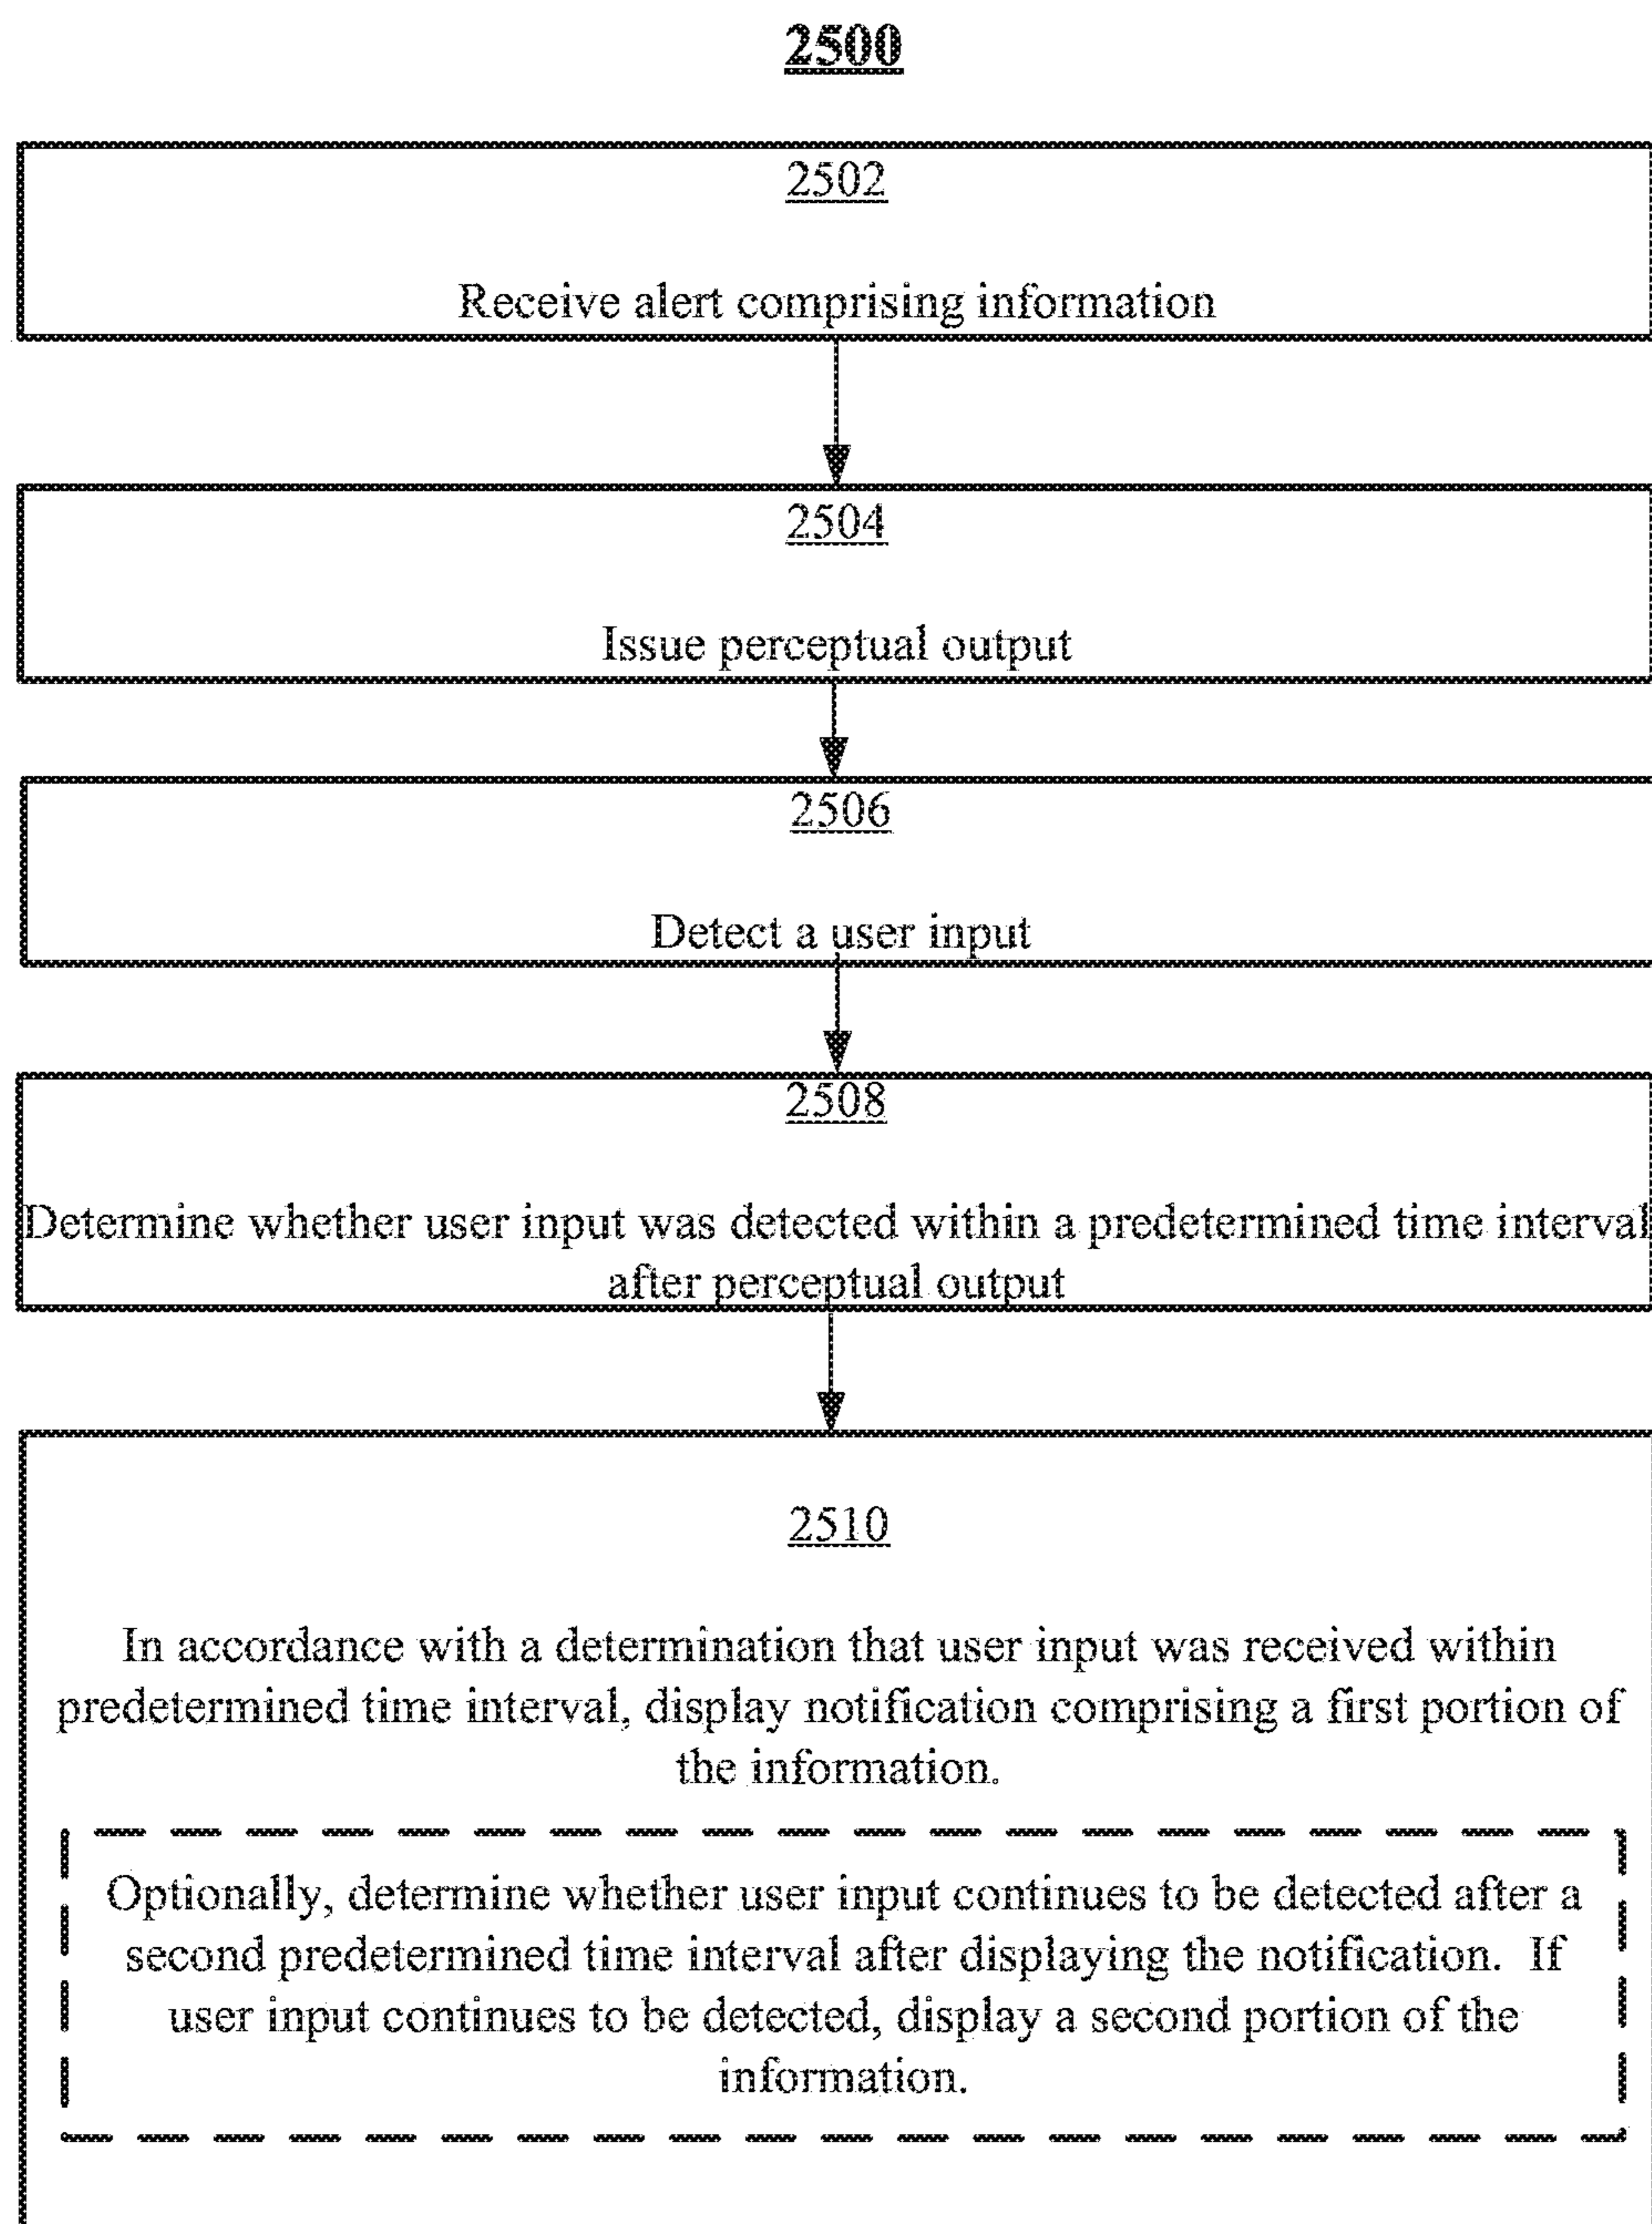 2500
2502
Receive alert comprising information
2504
Issue perceptual output
2506
Detect a user input
2508
Determine whether user input was detected within a predetermined time interval
after perceptual output
2510
In accordance with a determination that user input was received within
predetermined time interval, display notification comprising a first portion of
the information.
Optionally, determine whether user input continues to be detected after a
second predetermined time interval after displaying the notification. If
user input continues to be detected, display a second portion of the
information.